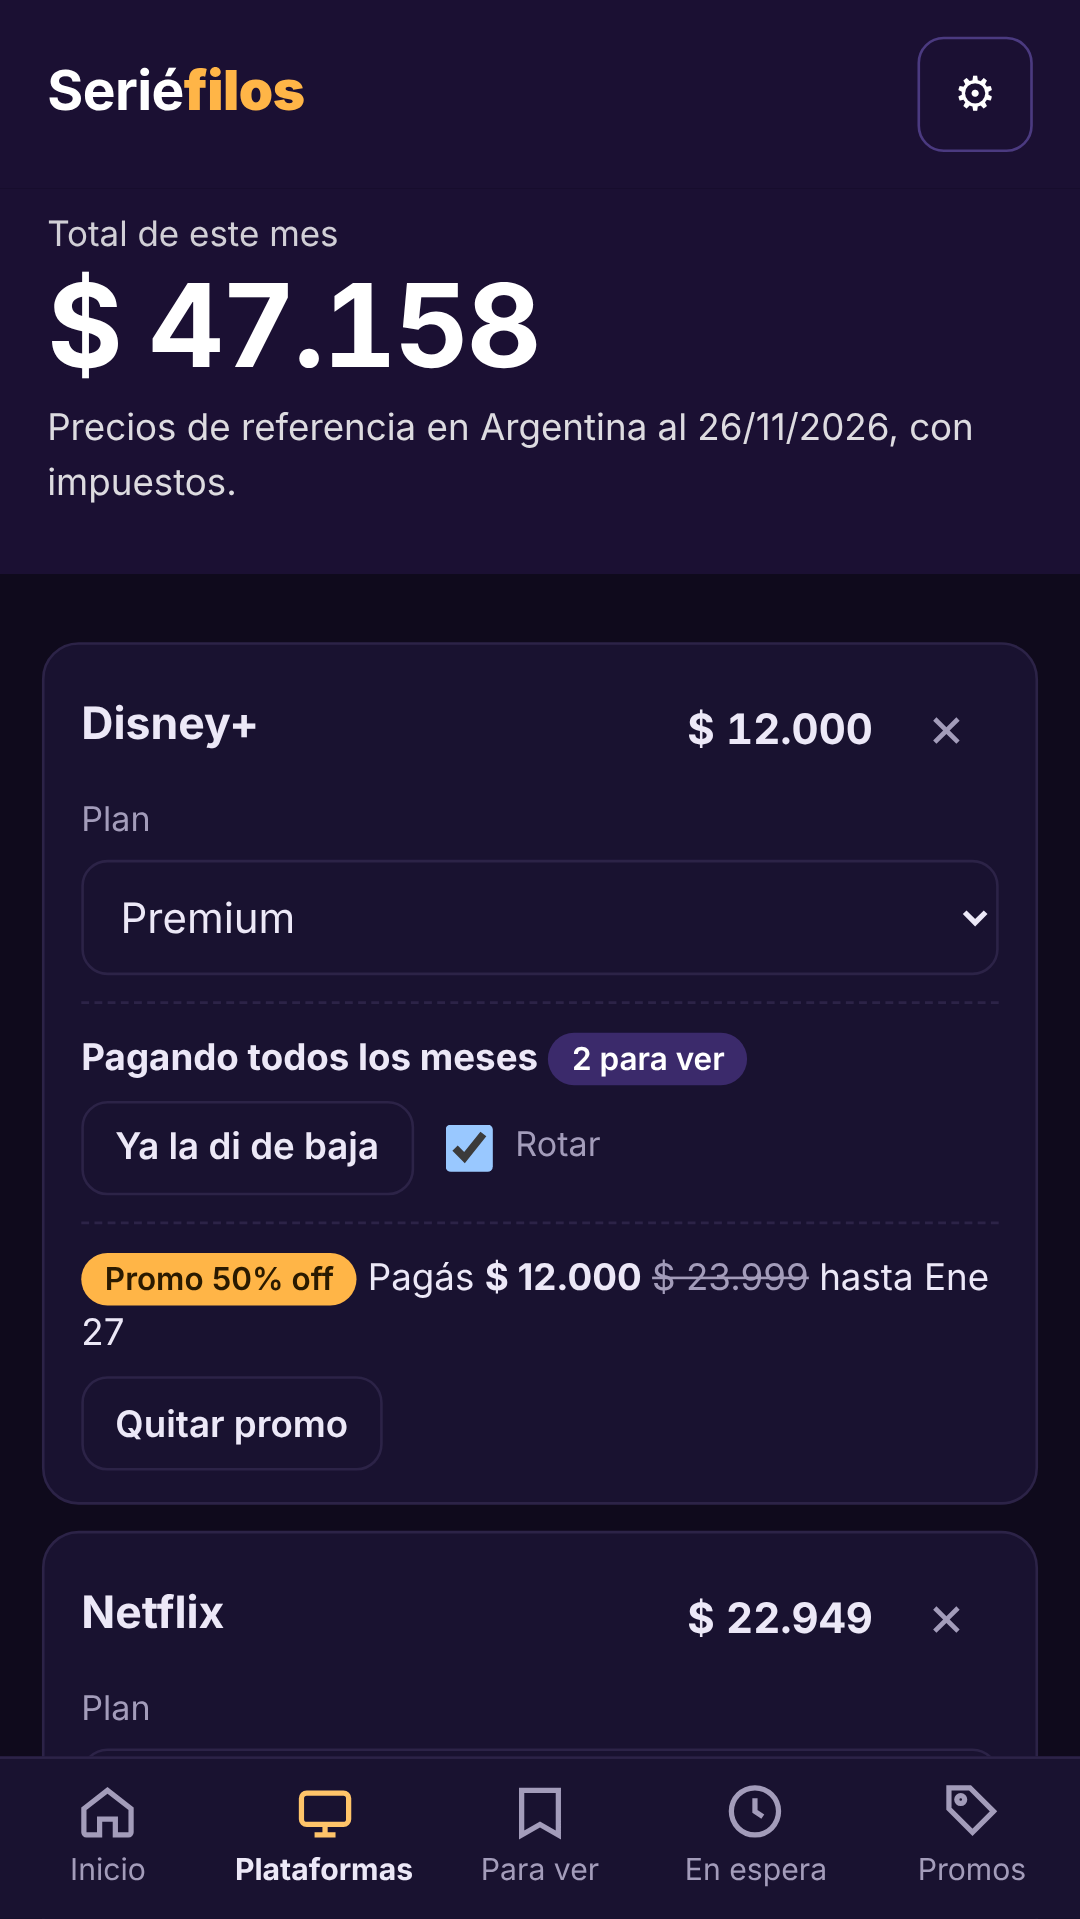 Seriéfilos
Total de este mes
$ 47.158
Precios de referencia en Argentina al 26/11/2026, con
impuestos.
Disney+ $ 12.000
Plan
Premium
Pagando todos los meses 2 para ver
Ya la di de baja Rotar
Promo 50% off Pagás $ 12.000 $ 23.999 hasta Ene
27
Quitar promo
Netflix $ 22.949
Plan
Inicio Plataformas Para ver En espera Promos